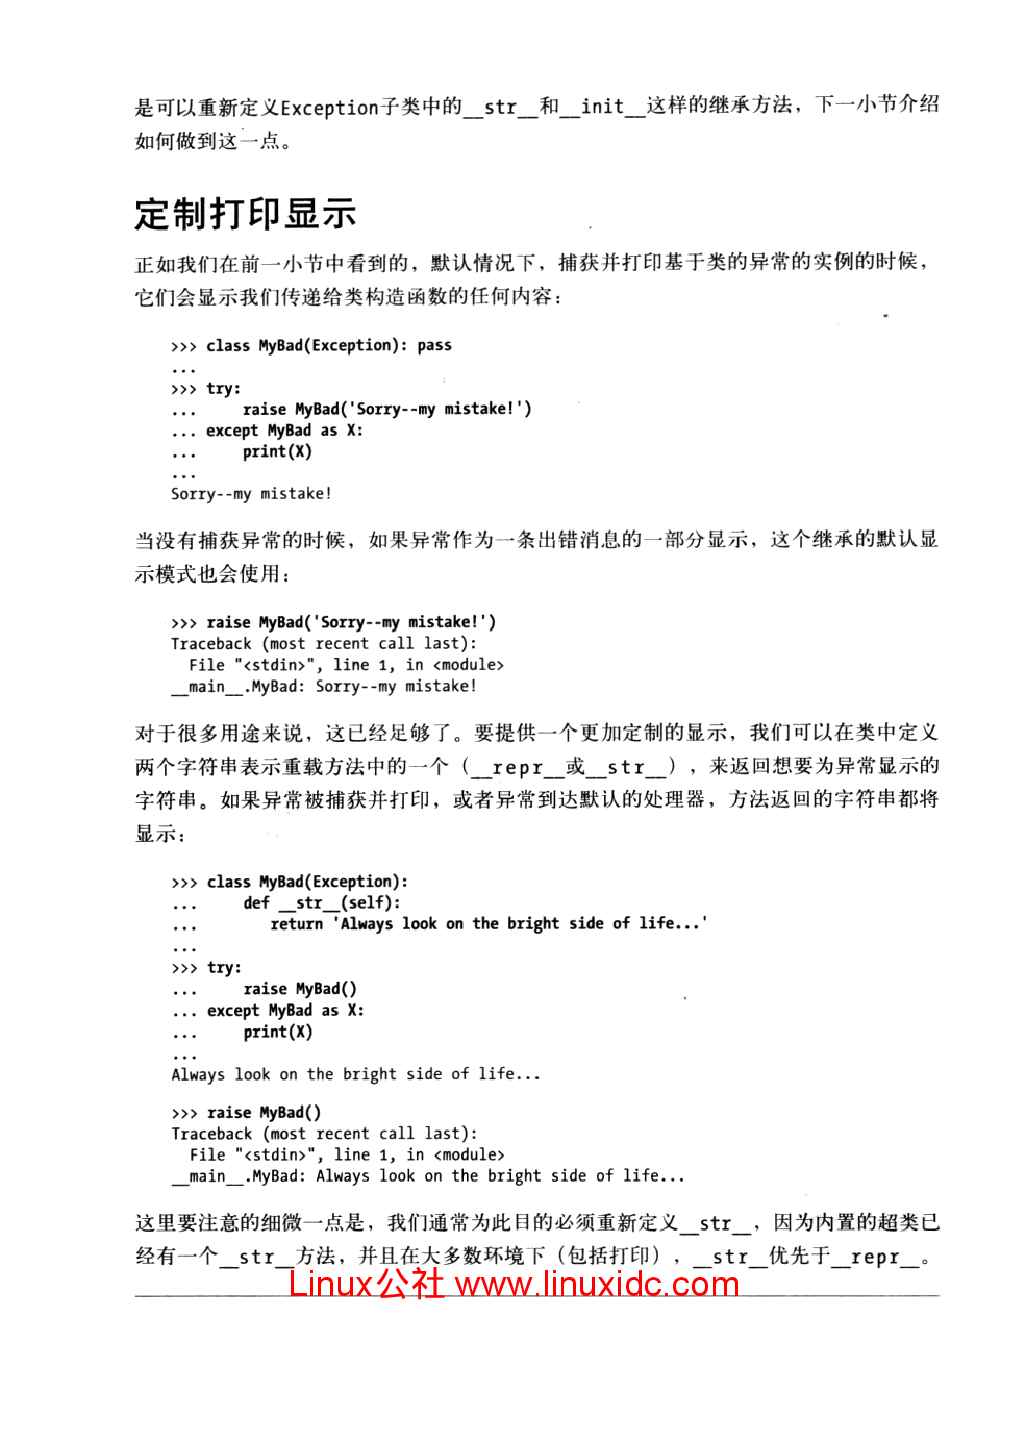 是可以重新定义Exception子类中的__str__和__init__这样的继承方法，下一小节介绍
如何做到这一点。
定制打印显示
正如我们在前一小节中看到的，默认情况下，捕获并打印基于类的异常的实例的时候，
它们会显示我们传递给类构造函数的任何内容：
>>> class MyBad(Exception): pass
...
>>> try:
...     raise MyBad('Sorry--my mistake!')
... except MyBad as X:
...     print(X)
...
Sorry--my mistake!
当没有捕获异常的时候，如果异常作为一条出错消息的一部分显示，这个继承的默认显
示模式也会使用：
>>> raise MyBad('Sorry--my mistake!')
Traceback (most recent call last):
  File "<stdin>", line 1, in <module>
__main__.MyBad: Sorry--my mistake!
对于很多用途来说，这已经足够了。要提供一个更加定制的显示，我们可以在类中定义
两个字符串表示重载方法中的一个（__repr__或__str__），来返回想要为异常显示的
字符串。如果异常被捕获并打印，或者异常到达默认的处理器，方法返回的字符串都将
显示：
>>> class MyBad(Exception):
...     def __str__(self):
...        return 'Always look on the bright side of life...'
...
>>> try:
...     raise MyBad()
... except MyBad as X:
...     print(X)
...
Always look on the bright side of life...
>>> raise MyBad()
Traceback (most recent call last):
  File "<stdin>", line 1, in <module>
__main__.MyBad: Always look on the bright side of life...
这里要注意的细微一点是，我们通常为此目的必须重新定义__str__，因为内置的超类已
经有一个__str__方法，并且在大多数环境下（包括打印），__str__优先于__repr__。
Linux公社 www.linuxidc.com